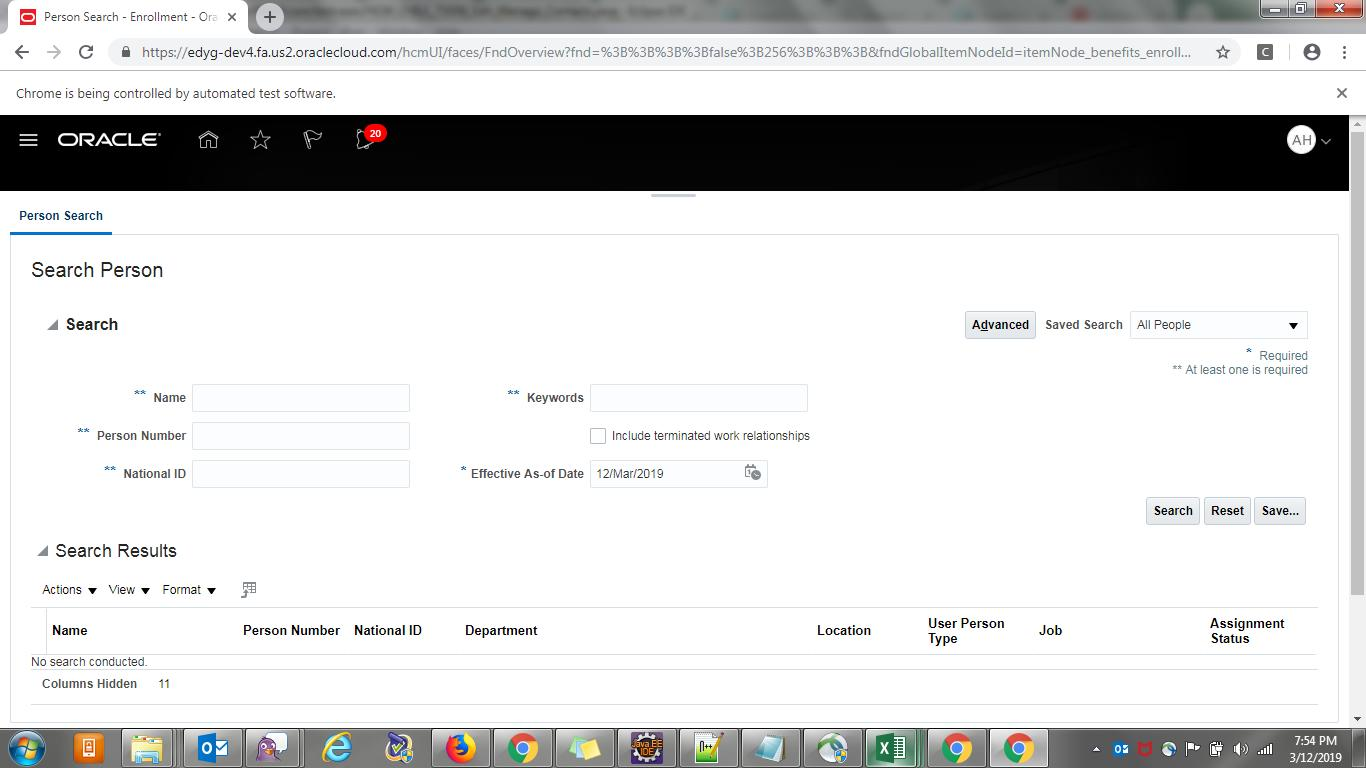 Person Search - Enrollment - Ora
https://edyg-dev4.fa.us2.oraclecloud.com/hcmUI/faces/FndOverview?fnd=%3B%3B%3B%3Bfalse%3B256%3B%3B%3B&fndGlobalItemNodeId=itemNode_benefits_enroll...
C
Chrome is being controlled by automated test software.
ORACLE
20
AH
Person Search
Search Person
Search
Advanced Saved Search All People
* Required
** At least one is required
** Name
** Keywords
** Person Number
Include terminated work relationships
** National ID
* Effective As-of Date 12/Mar/2019
Search Reset Save...
Search Results
Actions View Format
Name Person Number National ID Department Location User Person Type Job Assignment Status
No search conducted.
Columns Hidden 11
Java EE IDE
7:54 PM
3/12/2019